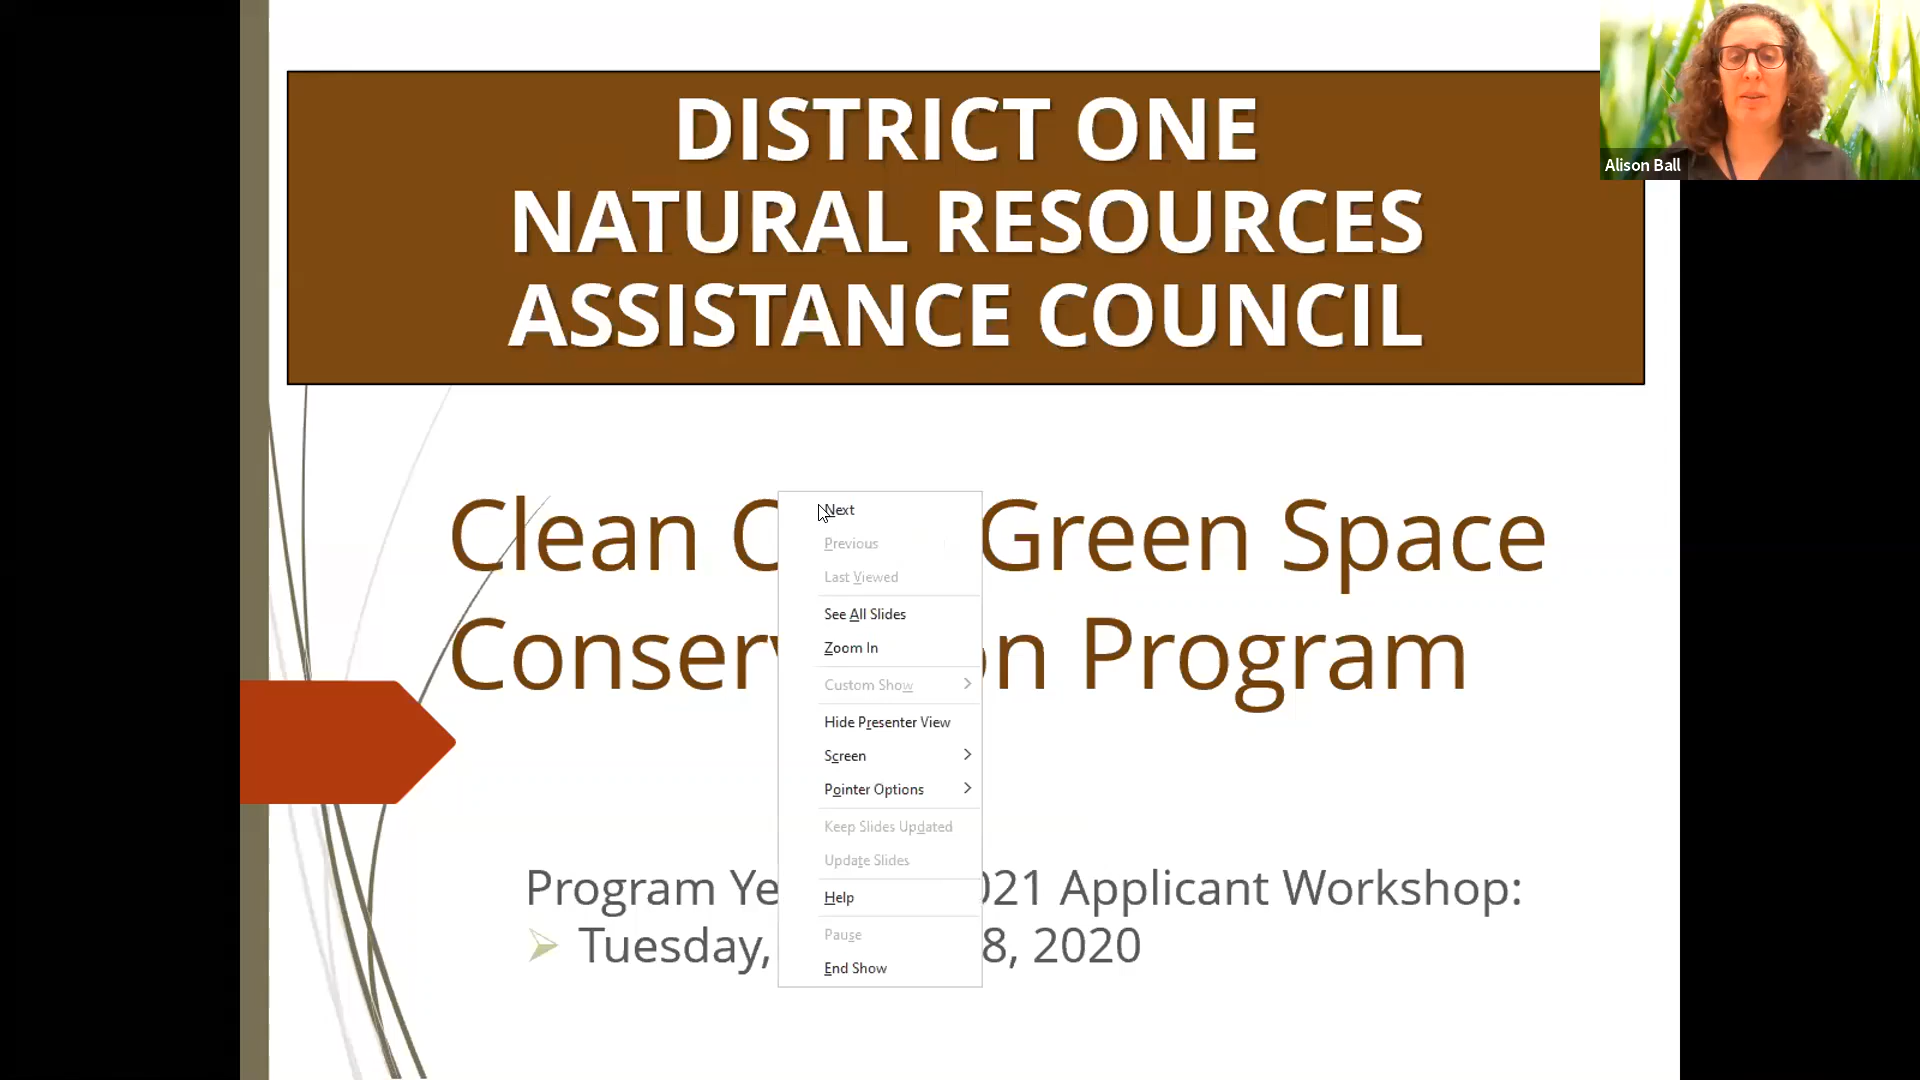 DISTRICT ONE
NATURAL RESOURCES
ASSISTANCE COUNCIL
Alison Ball
Clean Green Space
Conser on Program
Program Ye 021 Applicant Workshop:
Tuesday, 8, 2020
Next
Previous
Last Viewed
See All Slides
Zoom In
Custom Show
Hide Presenter View
Screen
Pointer Options
Keep Slides Updated
Update Slides
Help
Pause
End Show